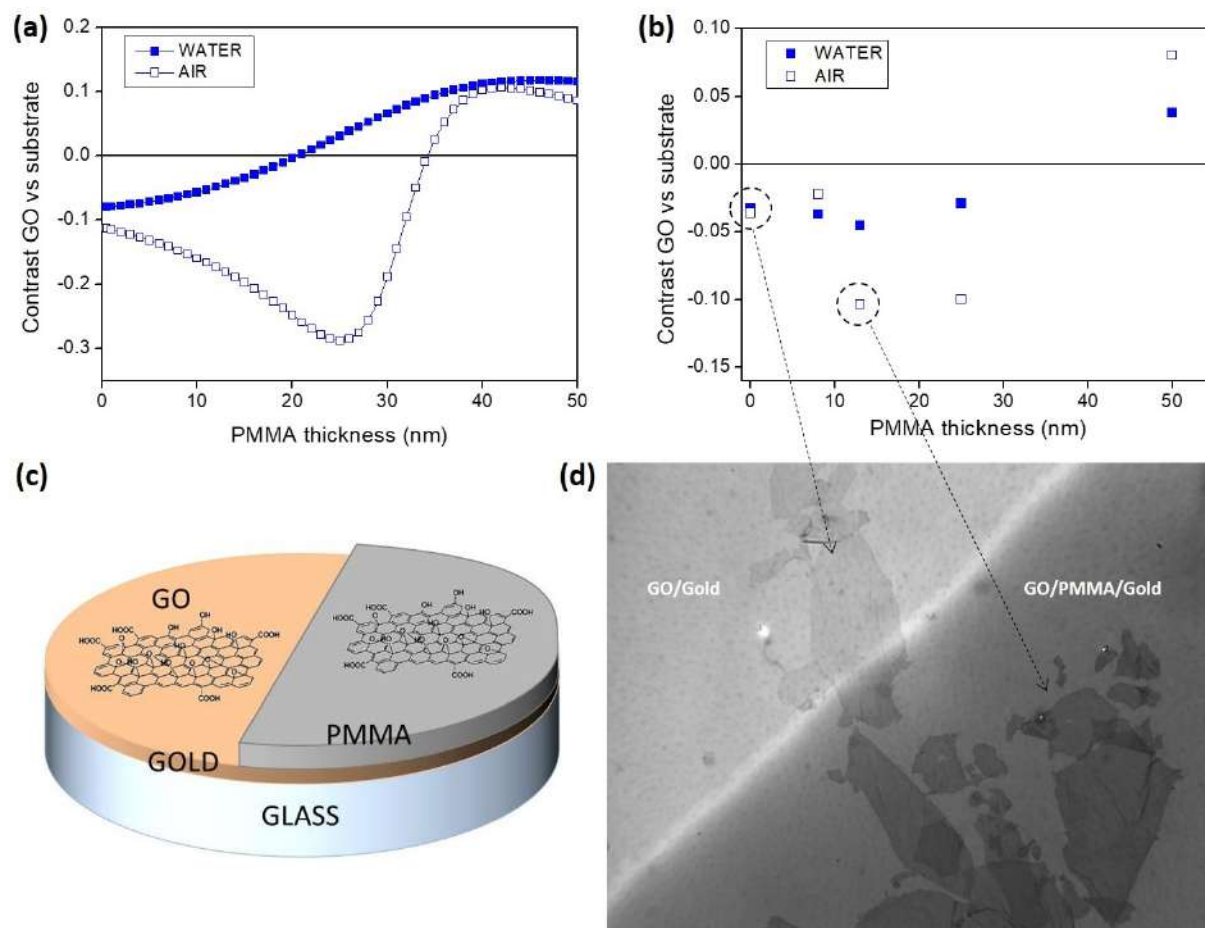 (a)
0.2
0.1
0.0
-0.1
-0.2
-0.3
Contrast GO vs substrate
WATER
AIR
0
10
20
30
40
50
PMMA thickness (nm)
(b)
0.10
0.05
0.00
-0.05
-0.10
-0.15
Contrast GO vs substrate
WATER
AIR
0
10
20
30
40
50
PMMA thickness (nm)
(c)
GO
PMMA
GOLD
GLASS
(d)
GO/Gold
GO/PMMA/Gold